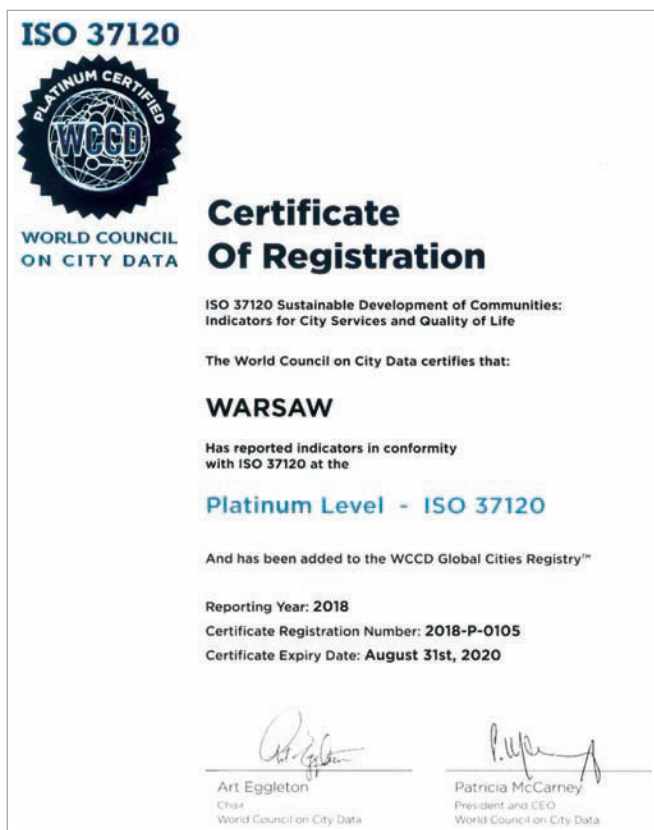 ISO 37120
PLATINUM CERTIFIED
WCCD
WORLD COUNCIL
ON CITY DATA
Certificate
Of Registration
ISO 37120 Sustainable Development of Communities:
Indicators for City Services and Quality of Life
The World Council on City Data certifies that:
WARSAW
Has reported indicators in conformity
with ISO 37120 at the
Platinum Level - ISO 37120
And has been added to the WCCD Global Cities Registry™
Reporting Year: 2018
Certificate Registration Number: 2018-P-0105
Certificate Expiry Date: August 31st, 2020
Art Eggleton
Patricia McCarney
Chair
President and CEO
World Council on City Data
World Council on City Data